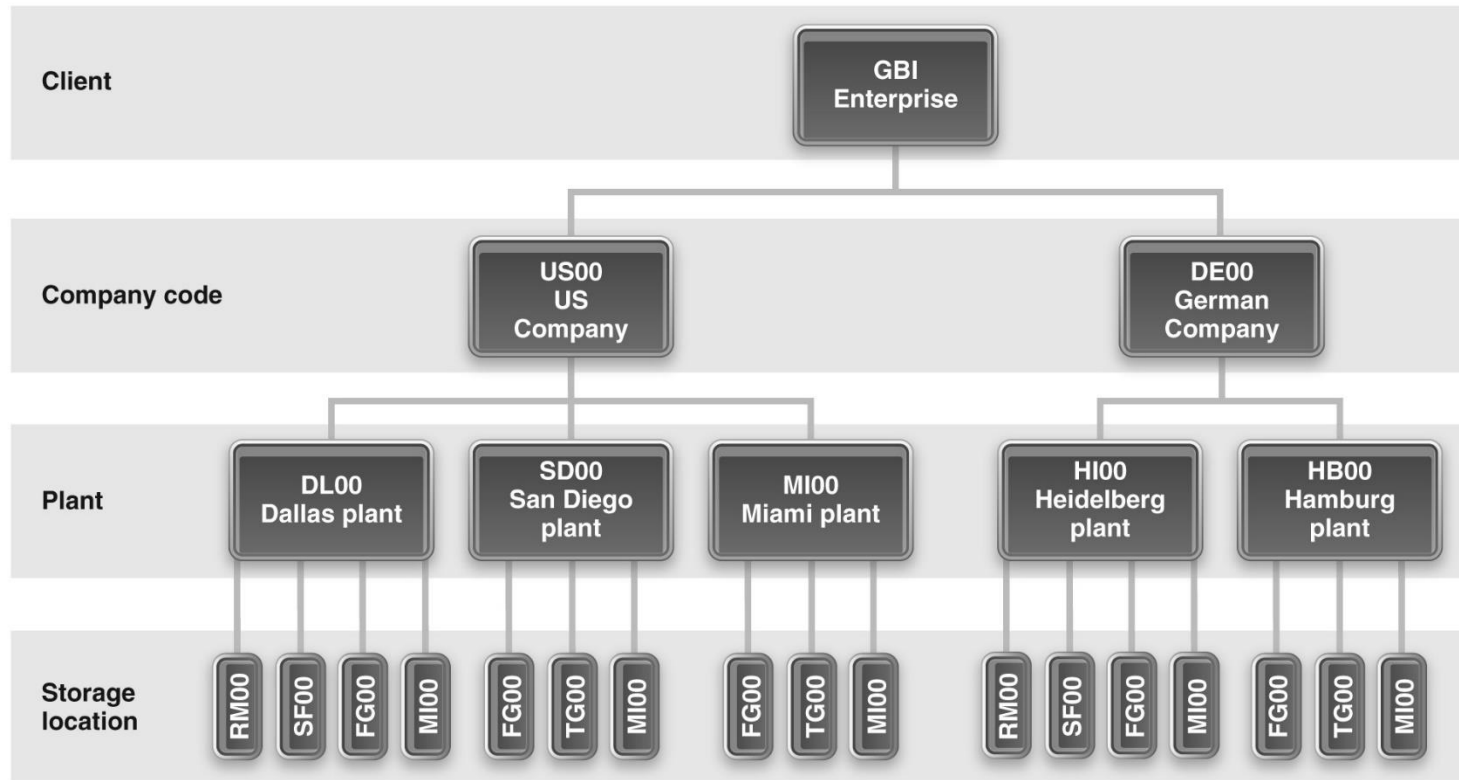 Client
GBI
Enterprise
Company code
US00
US
Company
DE00
German
Company
Plant
DL00
Dallas plant
SD00
San Diego
plant
MI00
Miami plant
HI00
Heidelberg
plant
HB00
Hamburg
plant
Storage
location
RM00
SF00
FG00
MI00
FG00
TG00
MI00
FG00
TG00
MI00
RM00
SF00
FG00
MI00
FG00
TG00
MI00